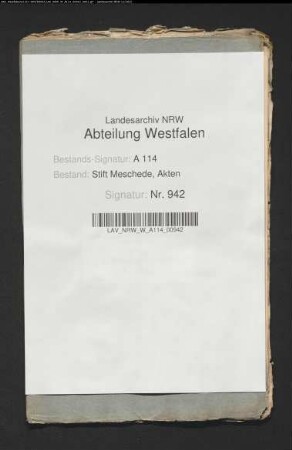 Landesarchiv NRW
Abteilung Westfalen
Bestands-Signatur: A 114
Bestand: Stift Meschede, Akten
Signatur: Nr. 942
LAV_NRW_W_A114_00942